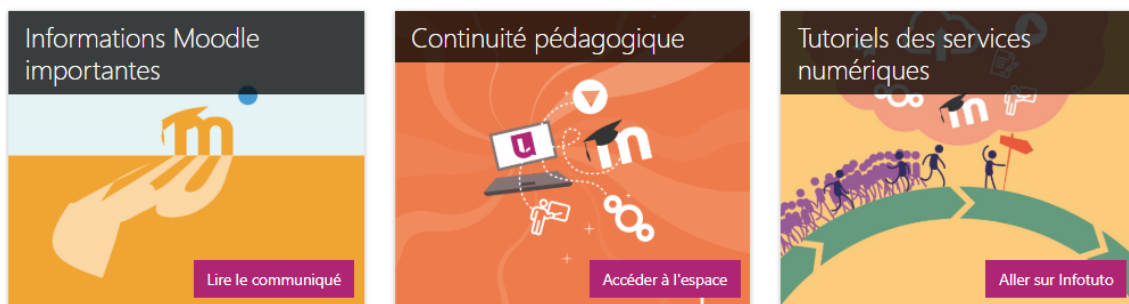 Informations Moodle
importantes
Lire le communiqué
Continuité pédagogique
Accéder à l'espace
Tutoriels des services
numériques
Aller sur Infotuto